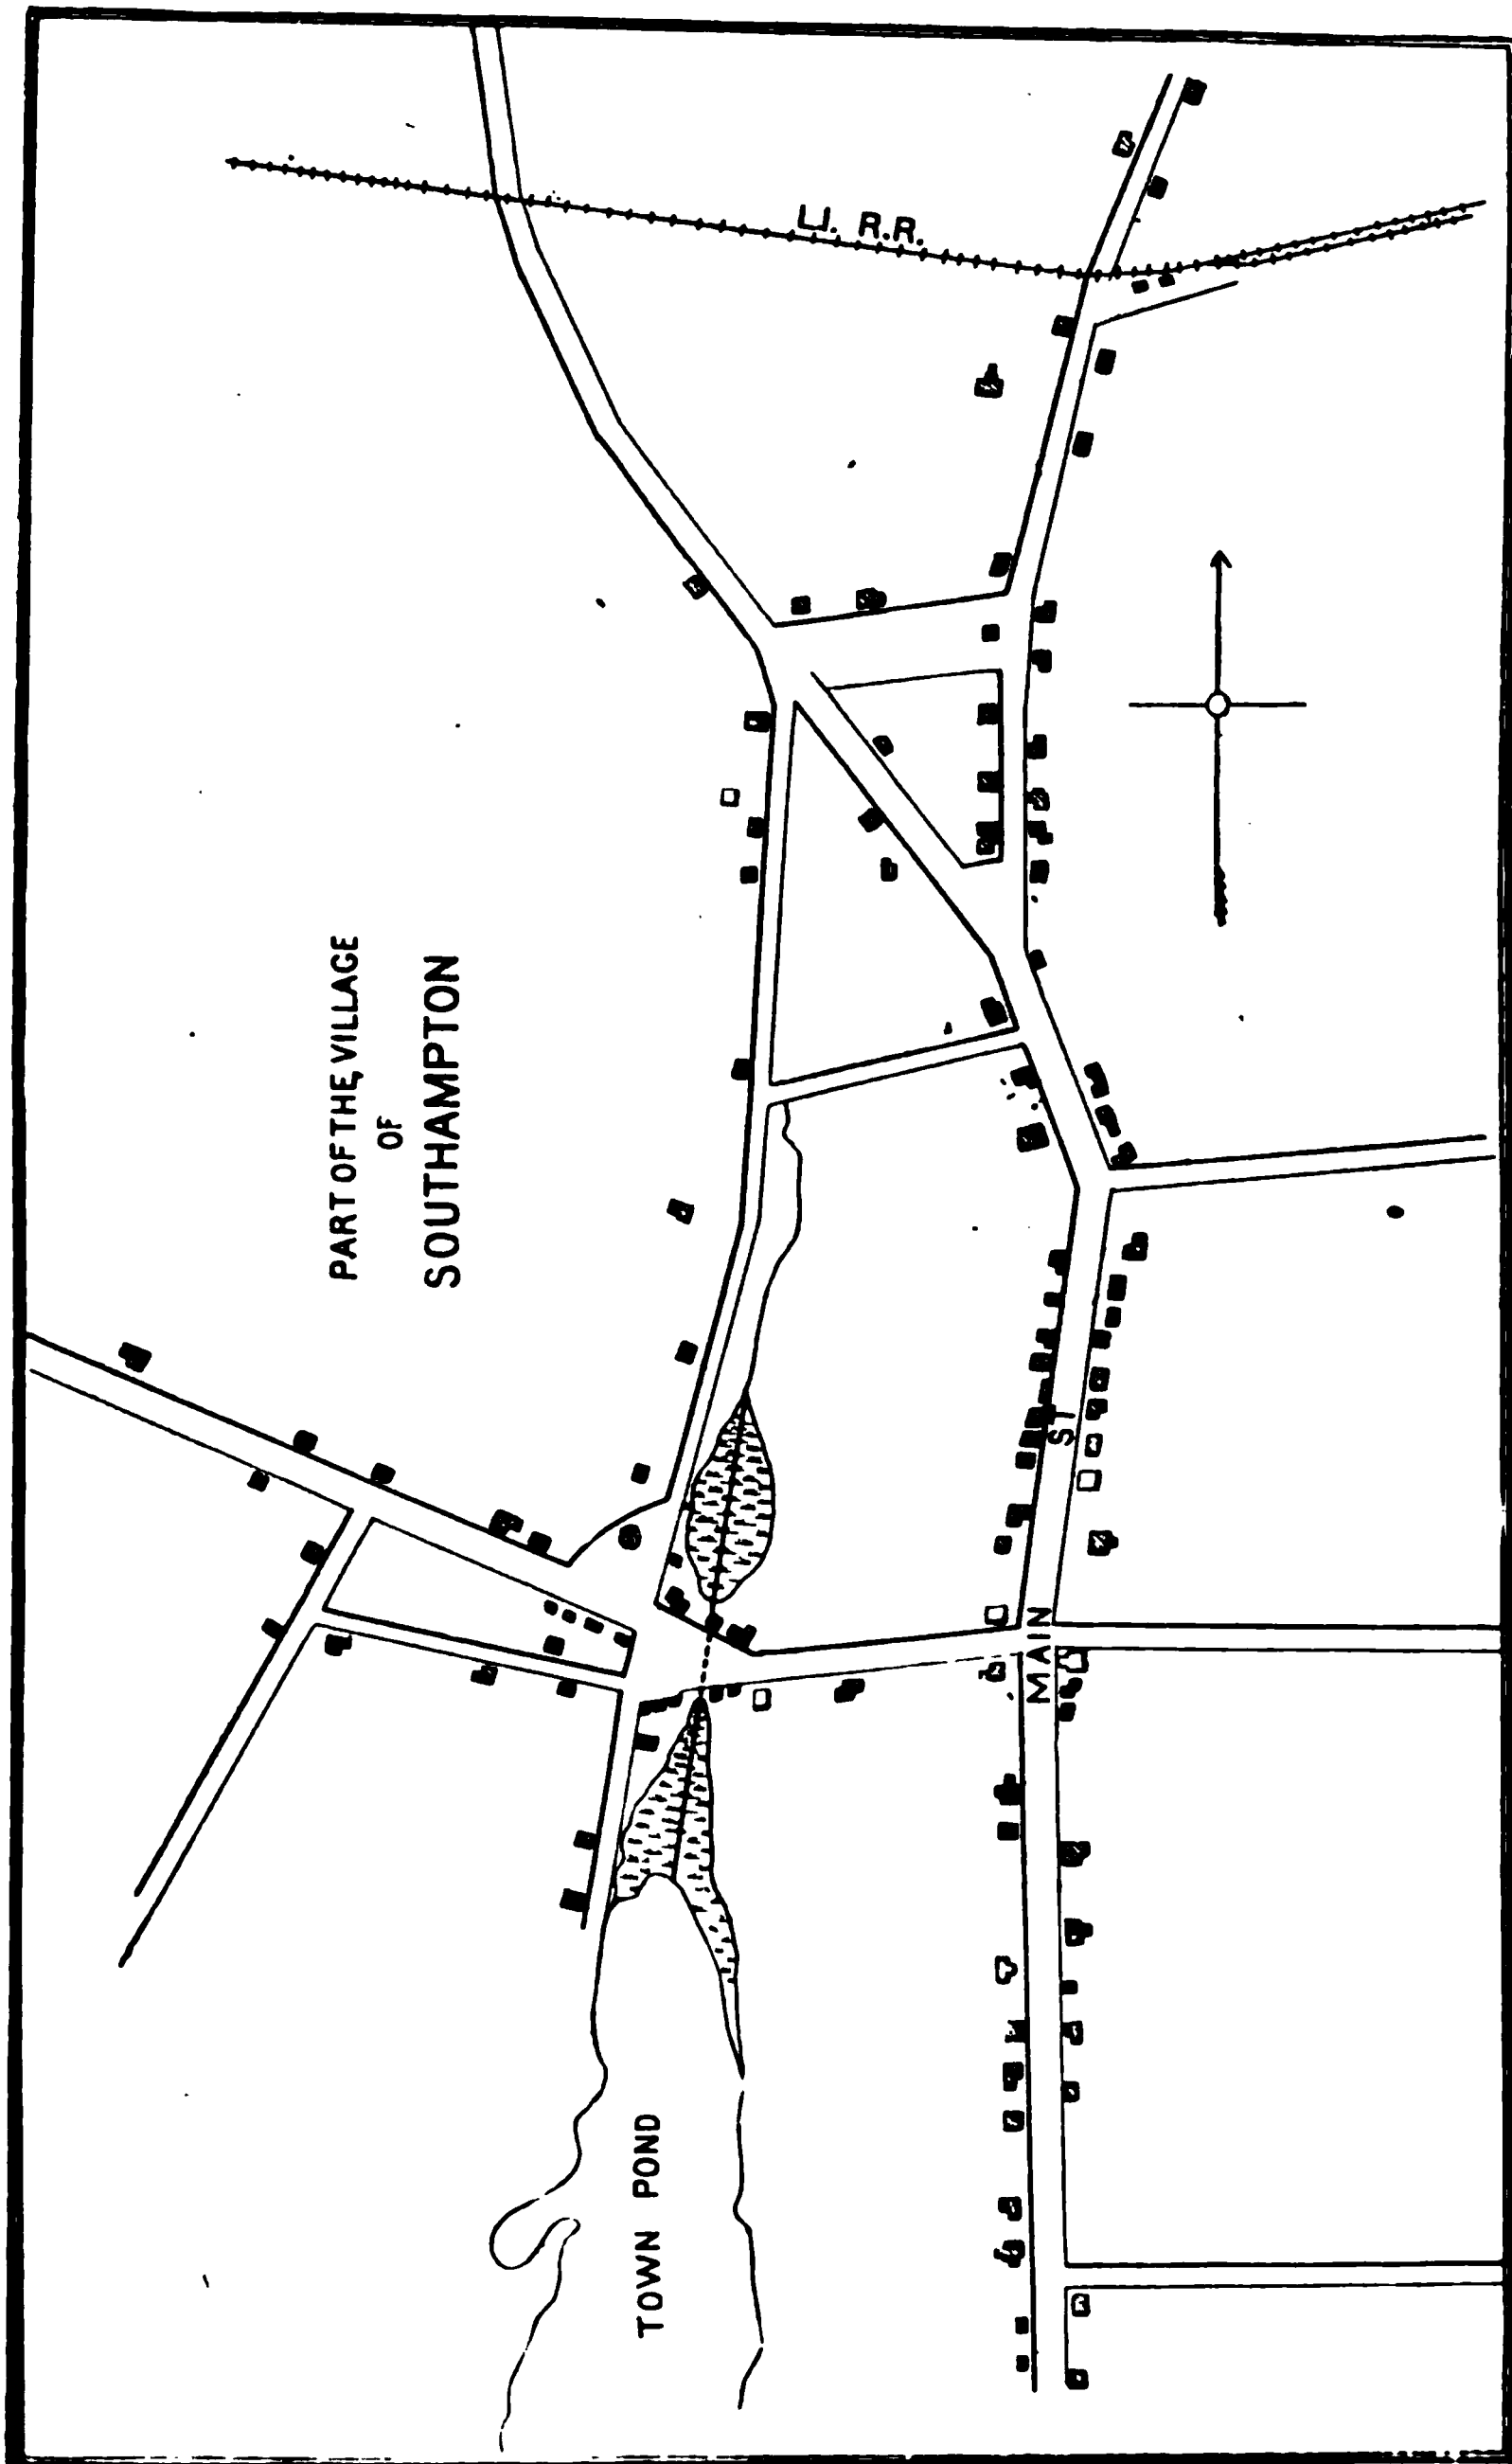 L.I. R.R.
PART OF THE VILLAGE
OF
SOUTHAMPTON
MAIN ST
TOWN POND